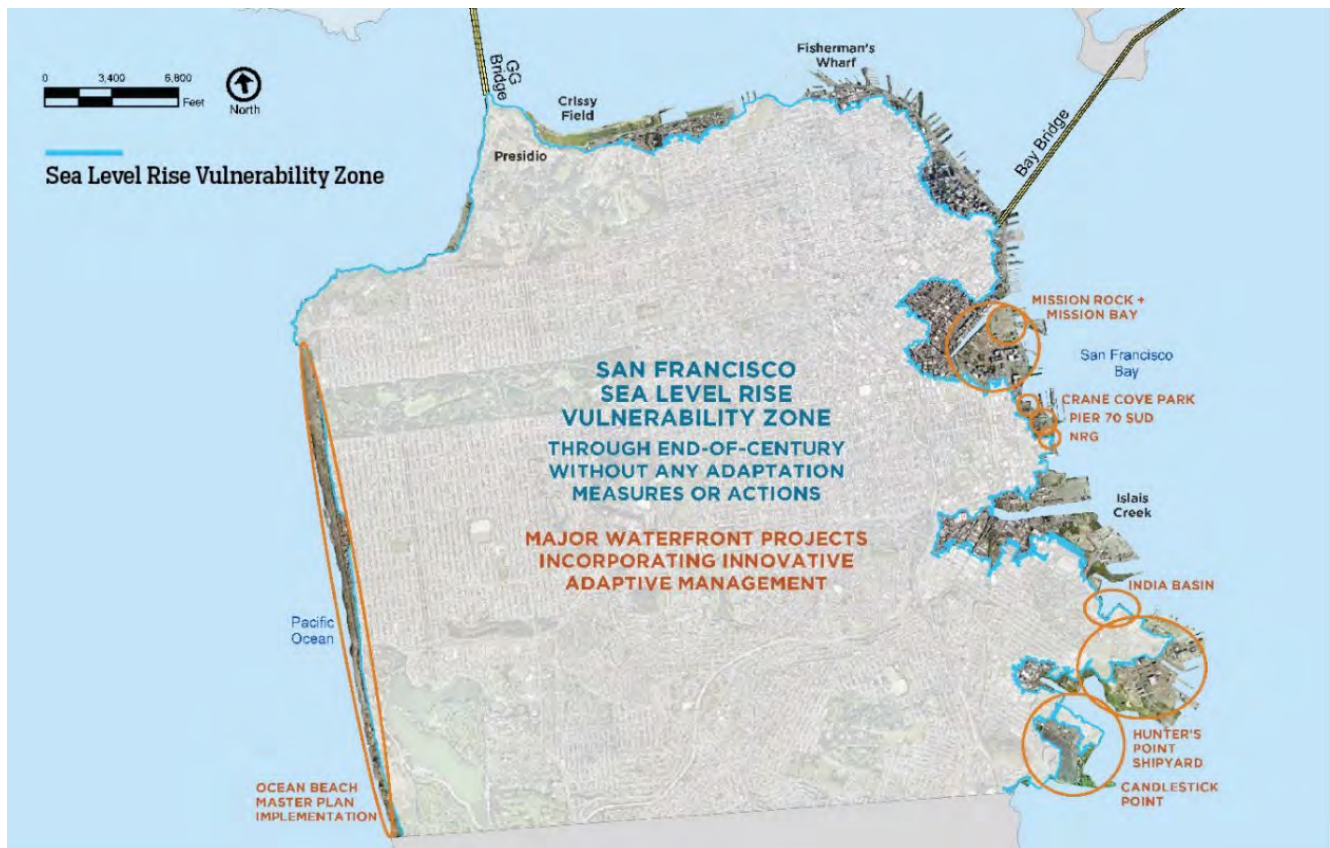 0 3,400 6,800
Feet
North
Sea Level Rise Vulnerability Zone
GG
Bridge
Crissy
Field
Presidio
Fisherman's
Wharf
Bay Bridge
MISSION ROCK +
MISSION BAY
San Francisco
Bay
CRANE COVE PARK
PIER 70 SUD
NRG
SAN FRANCISCO
SEA LEVEL RISE
VULNERABILITY ZONE
THROUGH END-OF-CENTURY
WITHOUT ANY ADAPTATION
MEASURES OR ACTIONS
MAJOR WATERFRONT PROJECTS
INCORPORATING INNOVATIVE
ADAPTIVE MANAGEMENT
Islais
Creek
INDIA BASIN
Pacific
Ocean
HUNTER'S
POINT
SHIPYARD
CANDLESTICK
POINT
OCEAN BEACH
MASTER PLAN
IMPLEMENTATION